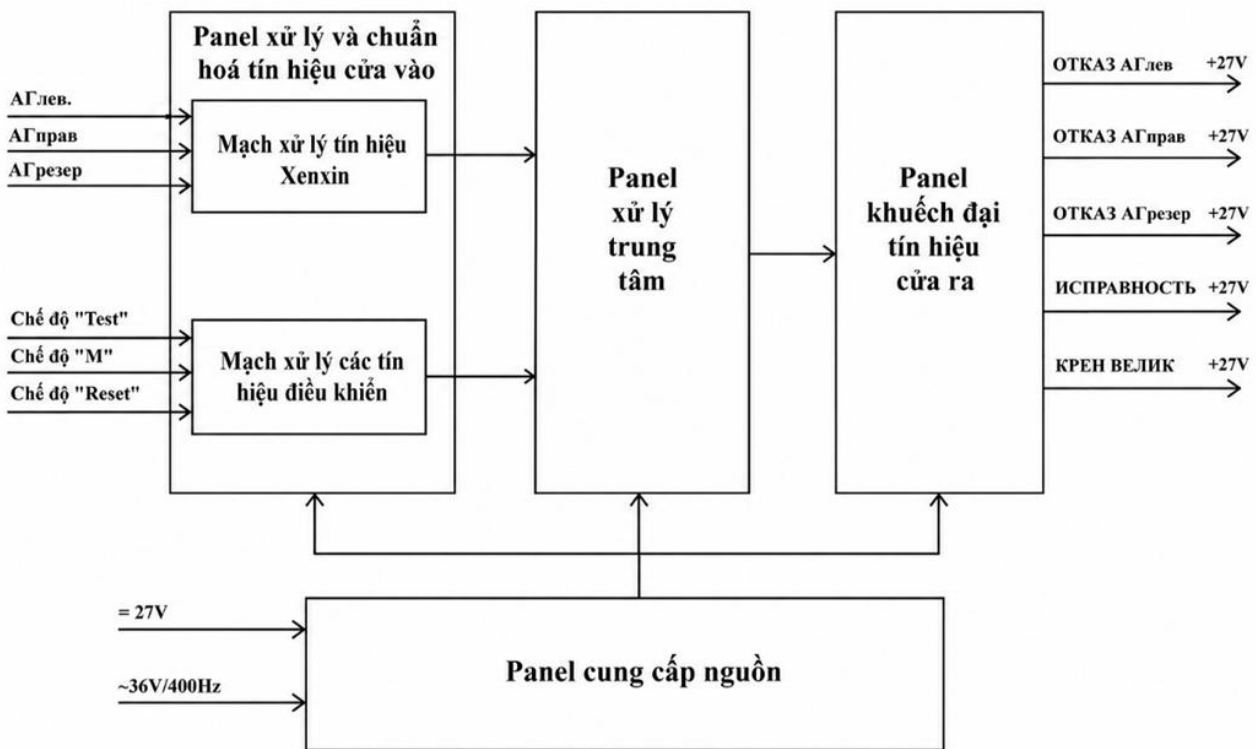 Panel xử lý và chuẩn
hoá tín hiệu cửa vào
АГлев.
АГправ
АГрезер
Mạch xử lý tín hiệu
Xenxin
Chế độ "Test"
Chế độ "M"
Chế độ "Reset"
Mạch xử lý các tín
hiệu điều khiển
Panel
xử lý
trung
tâm
Panel
khuếch đại
tín hiệu
cửa ra
ОТКАЗ АГлев +27V
ОТКАЗ АГправ +27V
ОТКАЗ АГрезер +27V
ИСПРАВНОСТЬ +27V
КРЕН ВЕЛИК +27V
= 27V
~36V/400Hz
Panel cung cấp nguồn